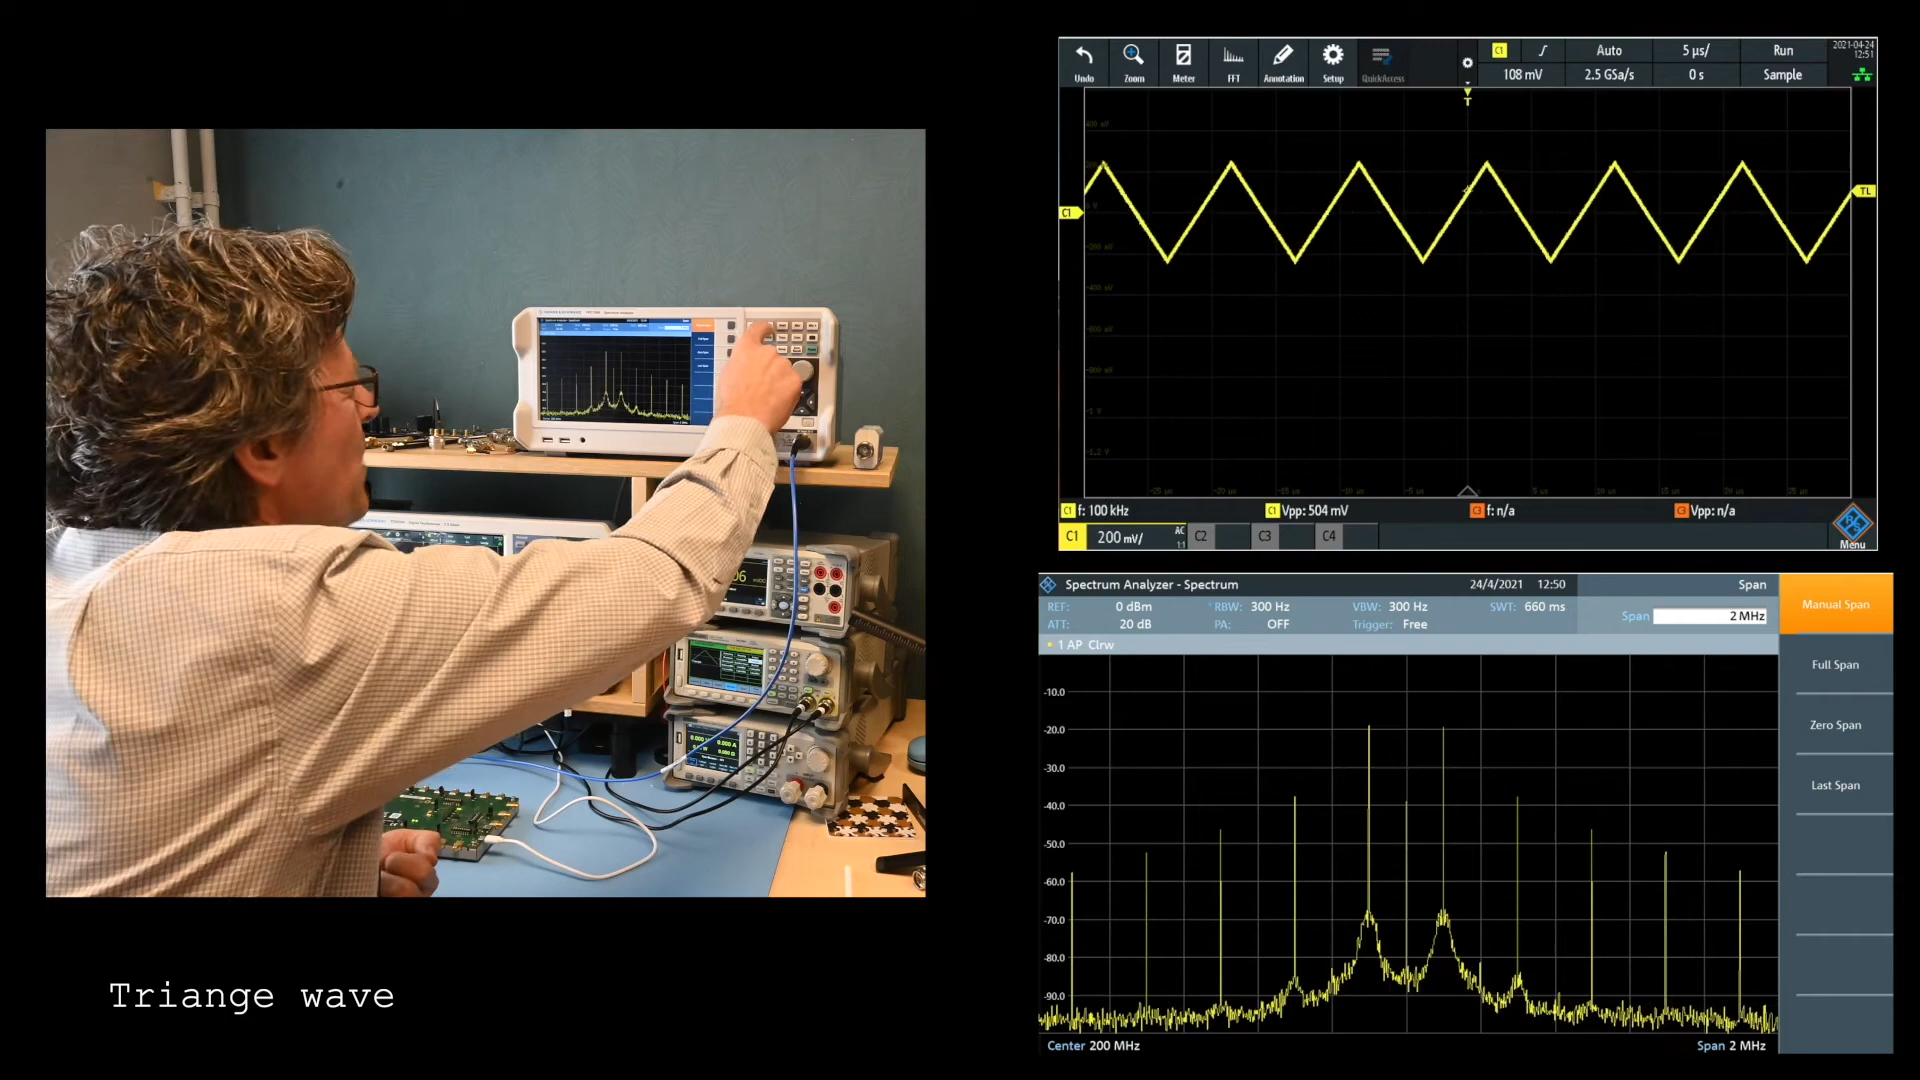 Undo
Zoom
Meter
FFT
Annotation
Setup
QuickAccess
C1
Auto
5 µs/
Run
108 mV
2.5 GSa/s
0 s
Sample
2021-04-24
12:51
T
TL
C1
C1 f: 100 kHz
C1 Vpp: 504 mV
C3 f: n/a
C3 Vpp: n/a
C1 200 mV/ AC 1:1 C2 C3 C4
Menu
Spectrum Analyzer - Spectrum 24/4/2021 12:50 Span
Manual Span
REF: 0 dBm *RBW: 300 Hz VBW: 300 Hz SWT: 660 ms
Span 2 MHz
ATT: 20 dB PA: OFF Trigger: Free
1 AP Clrw
Full Span
Zero Span
Last Span
-10.0
-20.0
-30.0
-40.0
-50.0
-60.0
-70.0
-80.0
-90.0
Center 200 MHz Span 2 MHz
Triange wave